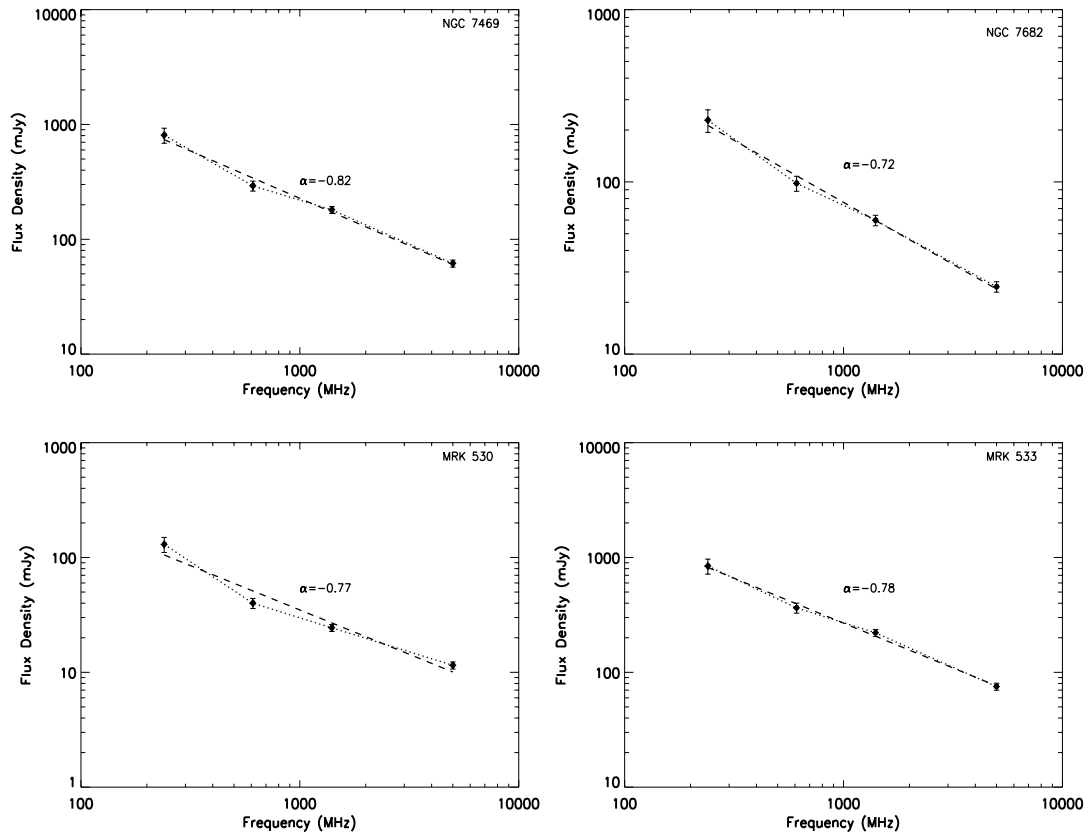 NGC 7469
10000
1000
100
10
Flux Density (mJy)
α=−0.82
100
1000
10000
Frequency (MHz)
NGC 7682
1000
100
10
Flux Density (mJy)
α=−0.72
100
1000
10000
Frequency (MHz)
MRK 530
1000
100
10
1
Flux Density (mJy)
α=−0.77
100
1000
10000
Frequency (MHz)
MRK 533
10000
1000
100
10
Flux Density (mJy)
α=−0.78
100
1000
10000
Frequency (MHz)